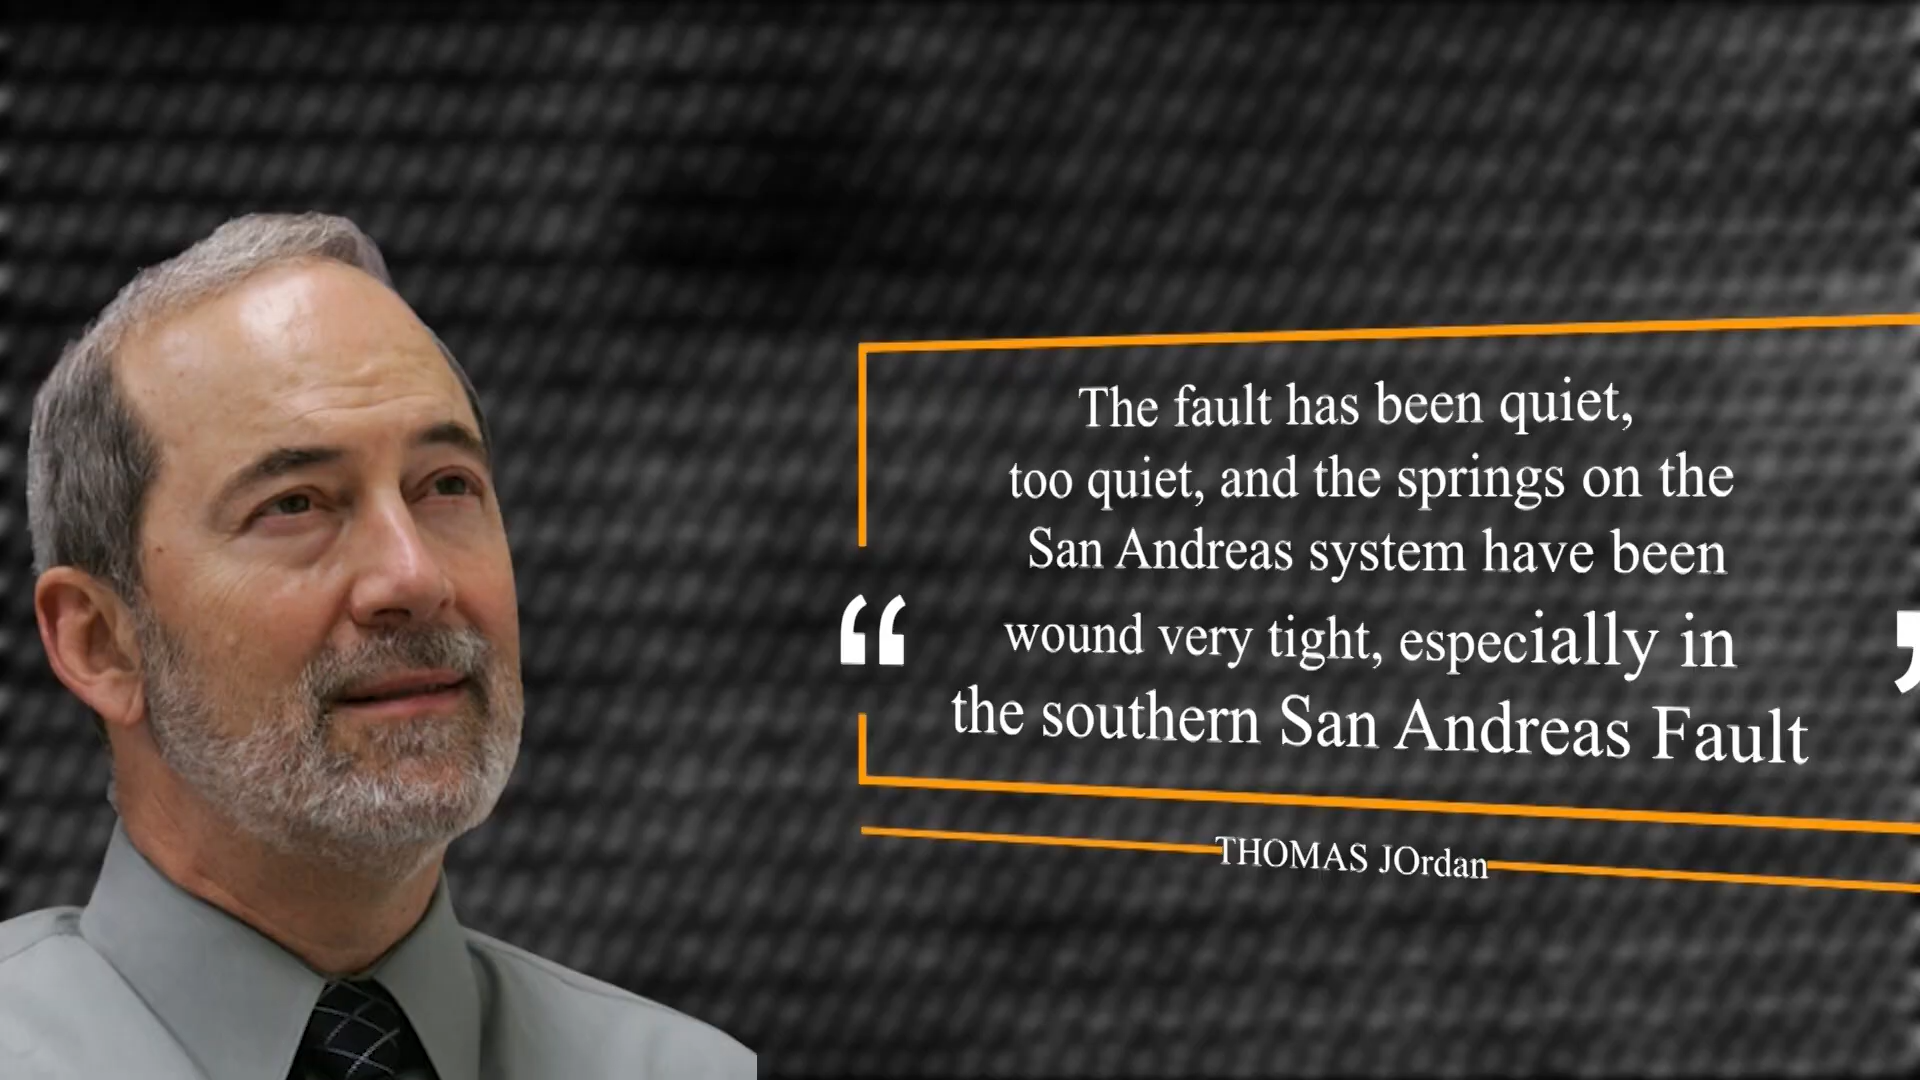 The fault has been quiet,
too quiet, and the springs on the
San Andreas system have been
“ wound very tight, especially in
the southern San Andreas Fault
THOMAS JOrdan